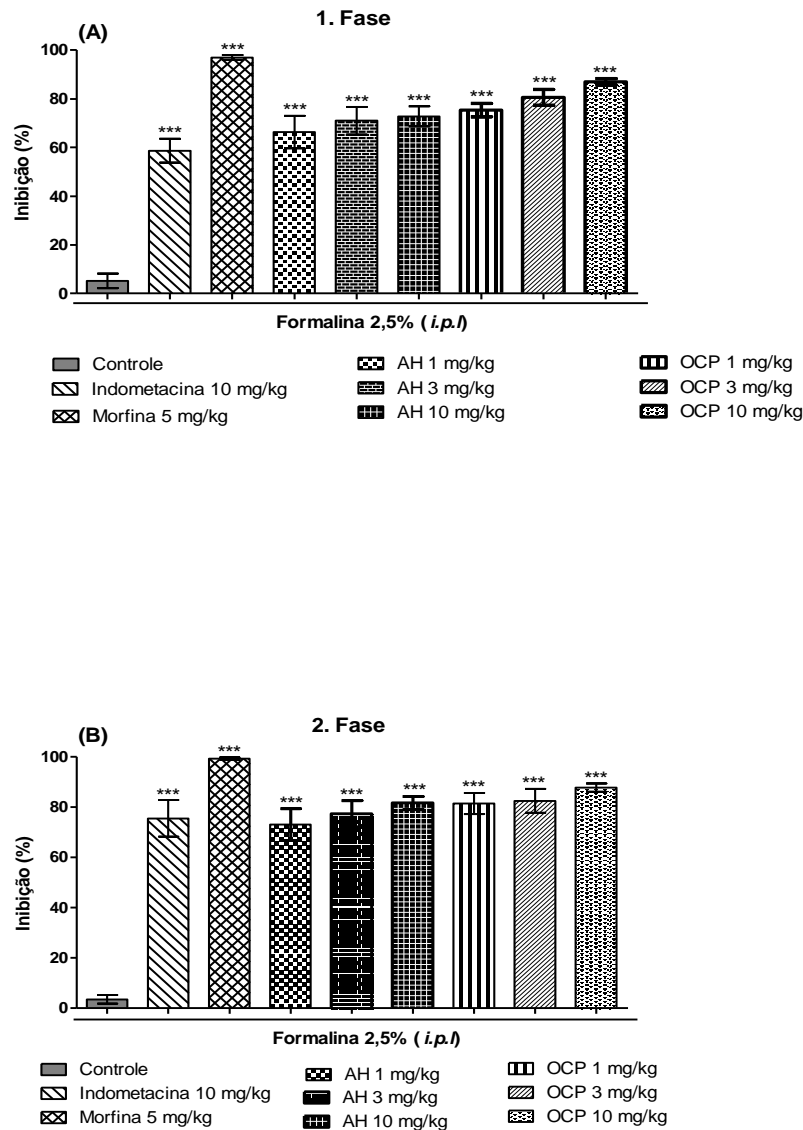 1. Fase
(A)
***
***
***
***
***
***
***
***
100
80
60
40
20
0
Inibição (%)
Formalina 2,5% ( i.p.l)
Controle
Indometacina 10 mg/kg
Morfina 5 mg/kg
AH 1 mg/kg
AH 3 mg/kg
AH 10 mg/kg
OCP 1 mg/kg
OCP 3 mg/kg
OCP 10 mg/kg
2. Fase
(B)
***
***
***
***
***
***
***
***
100
80
60
40
20
0
Inibição (%)
Formalina 2,5% ( i.p.l)
Controle
Indometacina 10 mg/kg
Morfina 5 mg/kg
AH 1 mg/kg
AH 3 mg/kg
AH 10 mg/kg
OCP 1 mg/kg
OCP 3 mg/kg
OCP 10 mg/kg